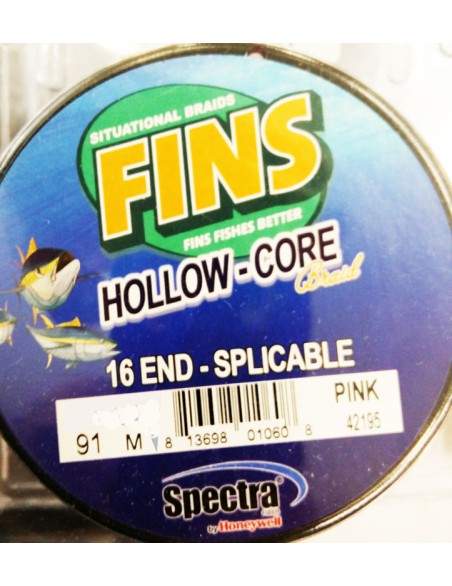 SITUATIONAL BRAIDS
FINS
FINS FISHES BETTER
HOLLOW-CORE
Braid
16 END - SPLICABLE
91 M
8 13698 01060 8
PINK
42195
Spectra
by Honeywell